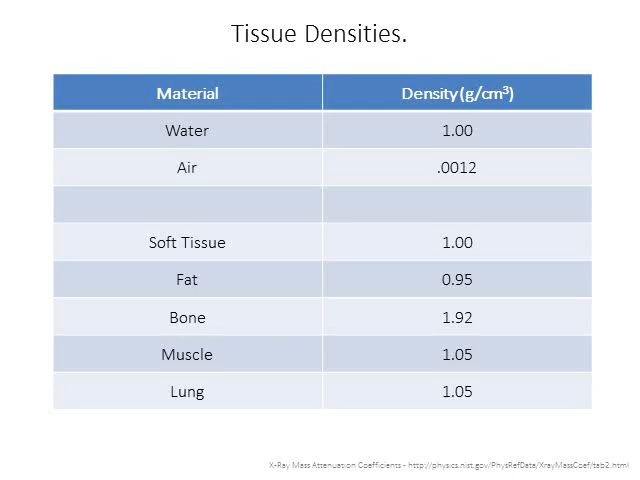 Tissue Densities.
Material Density (g/cm³)
Water 1.00
Air .0012
Soft Tissue 1.00
Fat 0.95
Bone 1.92
Muscle 1.05
Lung 1.05
X-Ray Mass Attenuation Coefficients - http://physics.nist.gov/PhysRefData/XrayMassCoef/tab2.html